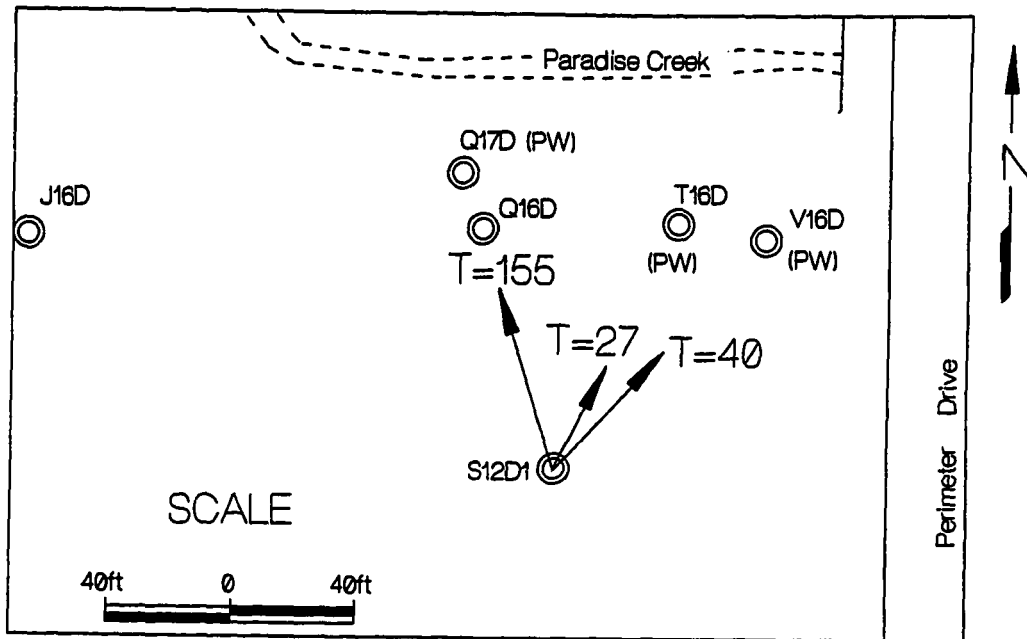 Paradise Creek
Q17D (PW)
J16D
Q16D
T16D
V16D
(PW)
(PW)
T=155
T=27
T=40
S12D1
SCALE
40ft 0 40ft
Perimeter Drive
N